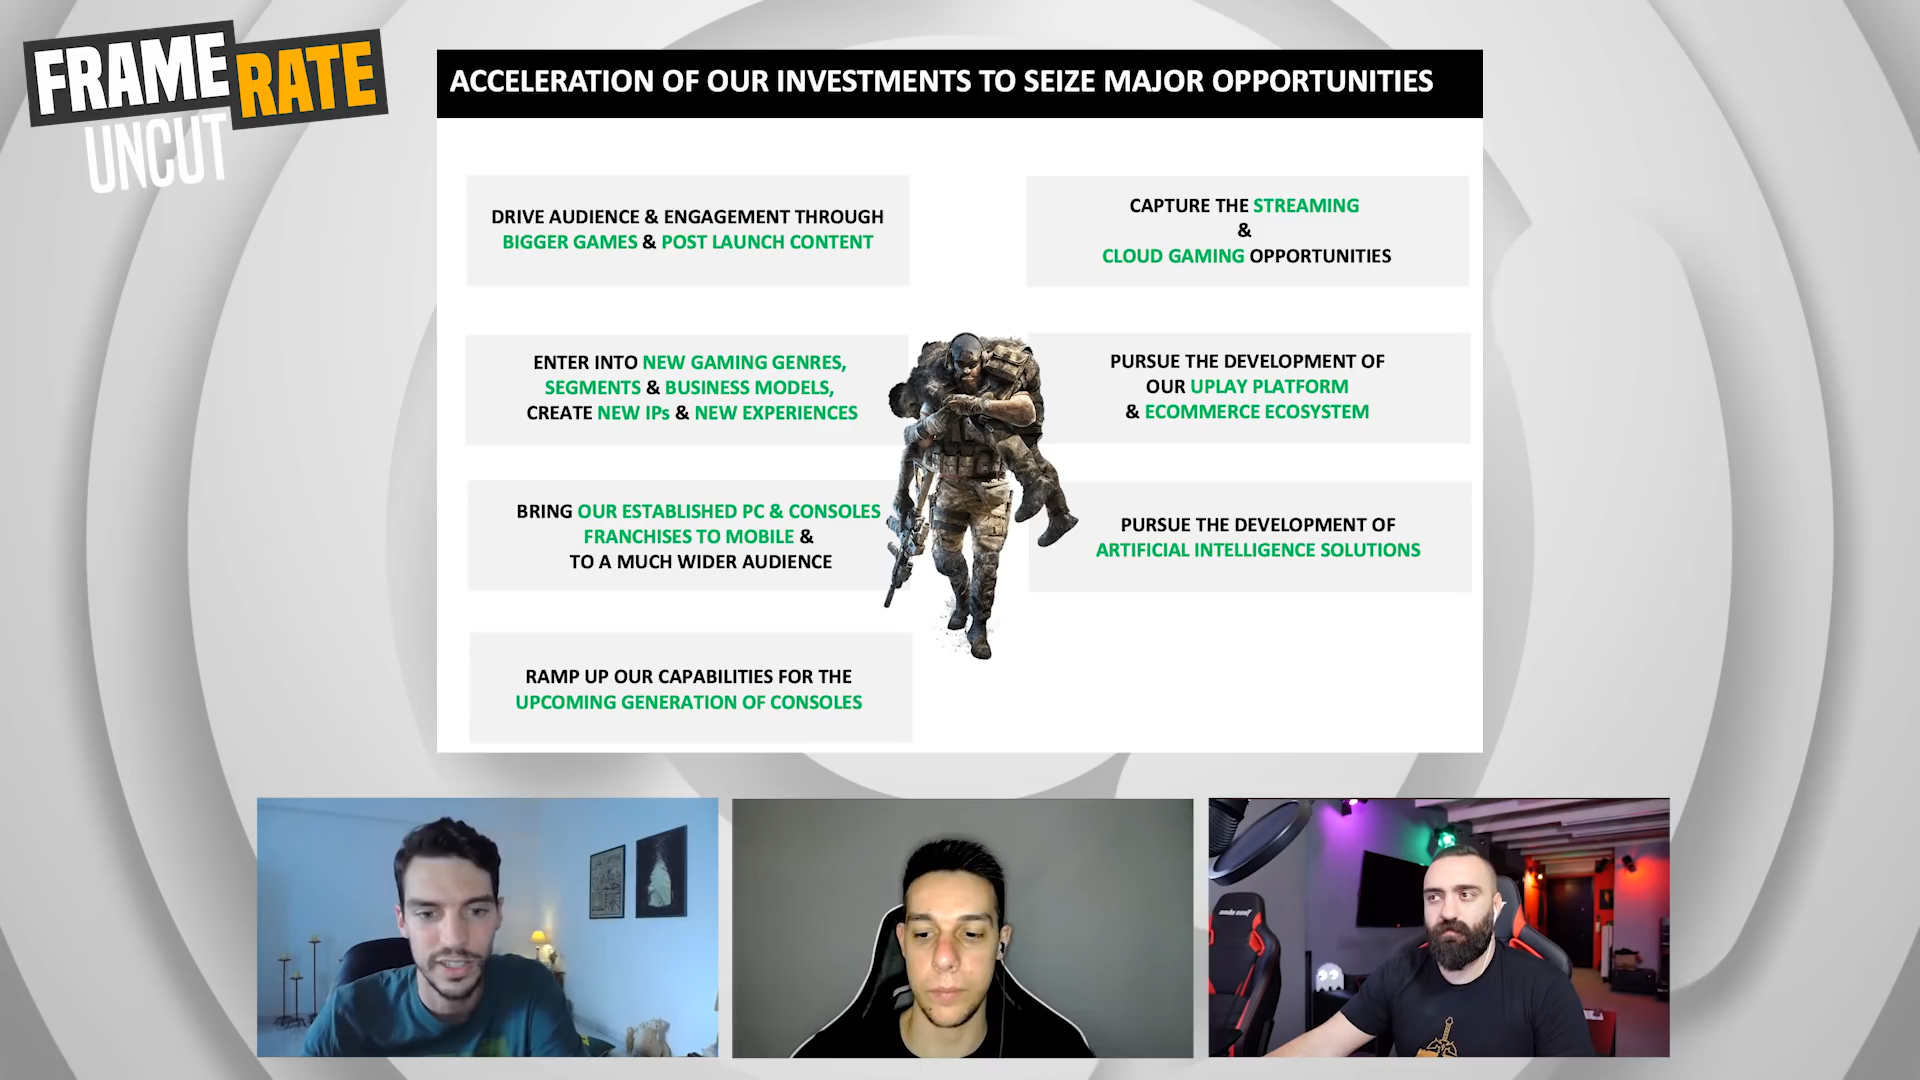 FRAME RATE
UNCUT
ACCELERATION OF OUR INVESTMENTS TO SEIZE MAJOR OPPORTUNITIES
DRIVE AUDIENCE & ENGAGEMENT THROUGH
BIGGER GAMES & POST LAUNCH CONTENT
ENTER INTO NEW GAMING GENRES,
SEGMENTS & BUSINESS MODELS,
CREATE NEW IPs & NEW EXPERIENCES
BRING OUR ESTABLISHED PC & CONSOLES
FRANCHISES TO MOBILE &
TO A MUCH WIDER AUDIENCE
RAMP UP OUR CAPABILITIES FOR THE
UPCOMING GENERATION OF CONSOLES
CAPTURE THE STREAMING
&
CLOUD GAMING OPPORTUNITIES
PURSUE THE DEVELOPMENT OF
OUR UPLAY PLATFORM
& ECOMMERCE ECOSYSTEM
PURSUE THE DEVELOPMENT OF
ARTIFICIAL INTELLIGENCE SOLUTIONS